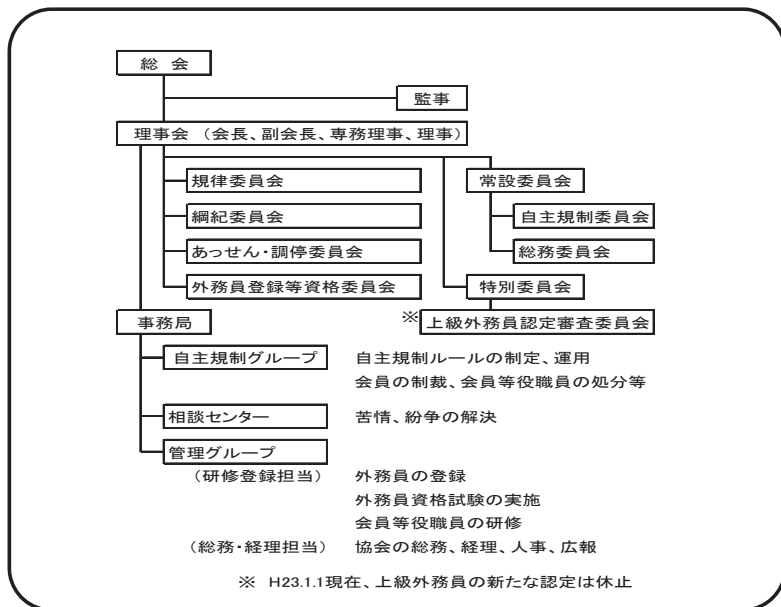 総 会
監事
理事会 (会長、副会長、専務理事、理事)
規律委員会
常設委員会
綱紀委員会
自主規制委員会
あっせん・調停委員会
総務委員会
外務員登録等資格委員会
特別委員会
事務局
※ 上級外務員認定審査委員会
自主規制グループ 自主規制ルールの制定、運用
会員の制裁、会員等役職員の処分等
相談センター 苦情、紛争の解決
管理グループ
(研修登録担当) 外務員の登録
外務員資格試験の実施
会員等役職員の研修
(総務・経理担当) 協会の総務、経理、人事、広報
※ H23.1.1現在、上級外務員の新たな認定は休止